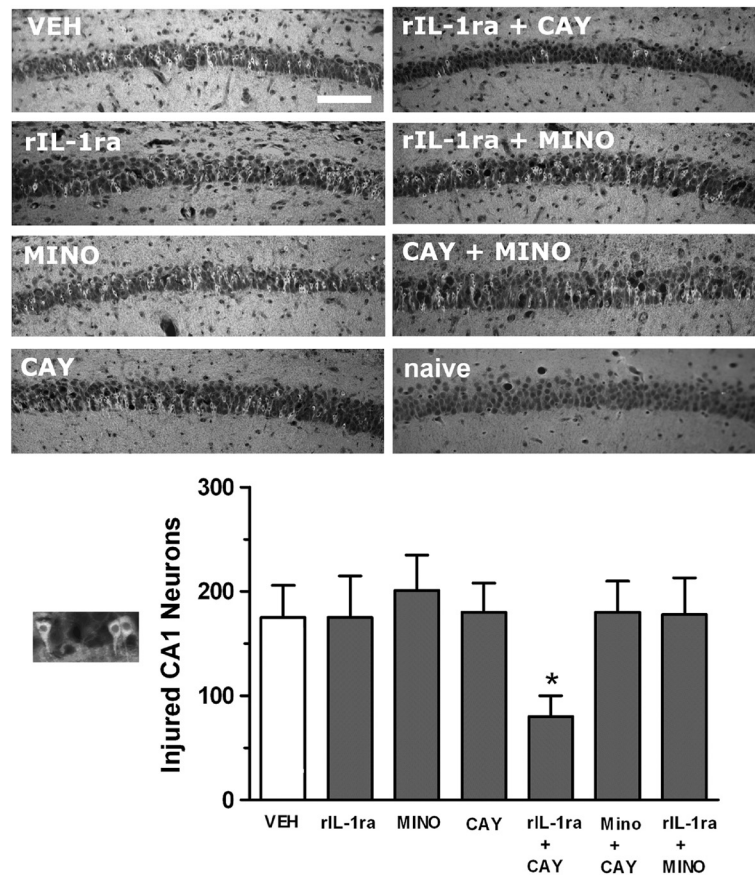 VEH
rIL-1ra + CAY
rIL-1ra
rIL-1ra + MINO
MINO
CAY + MINO
CAY
naive
Injured CA1 Neurons
300
200
100
0
*
VEH
rIL-1ra
MINO
CAY
rIL-1ra
+
CAY
Mino
+
CAY
rIL-1ra
+
MINO